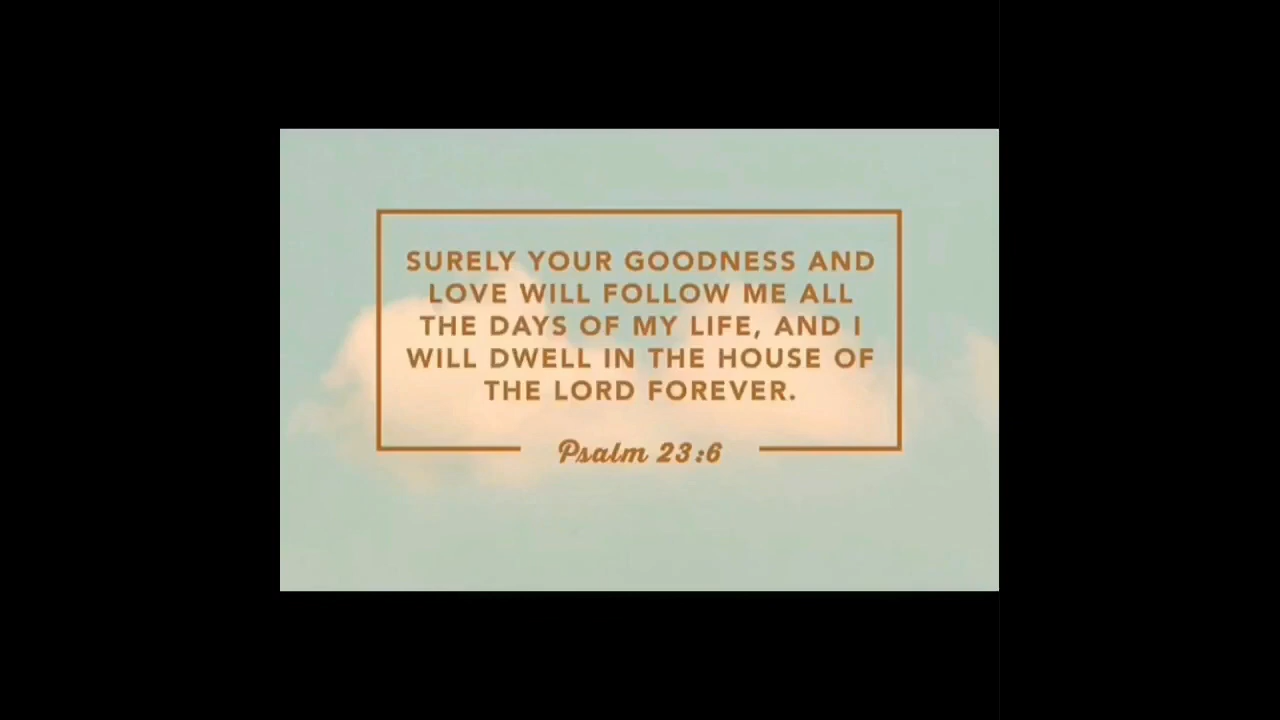 SURELY YOUR GOODNESS AND
LOVE WILL FOLLOW ME ALL
THE DAYS OF MY LIFE, AND I
WILL DWELL IN THE HOUSE OF
THE LORD FOREVER.
Psalm 23:6